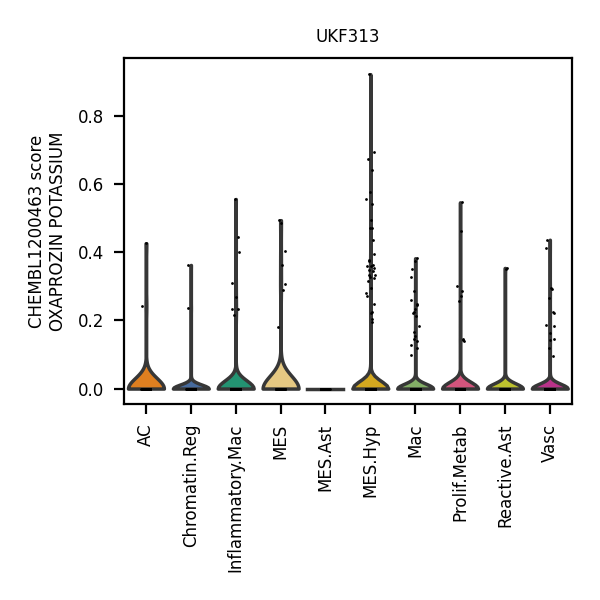 UKF313
CHEMBL1200463 score
OXAPROZIN POTASSIUM
0.8
0.6
0.4
0.2
0.0
AC
Chromatin.Reg
Inflammatory.Mac
MES
MES.Ast
MES.Hyp
Mac
Prolif.Metab
Reactive.Ast
Vasc